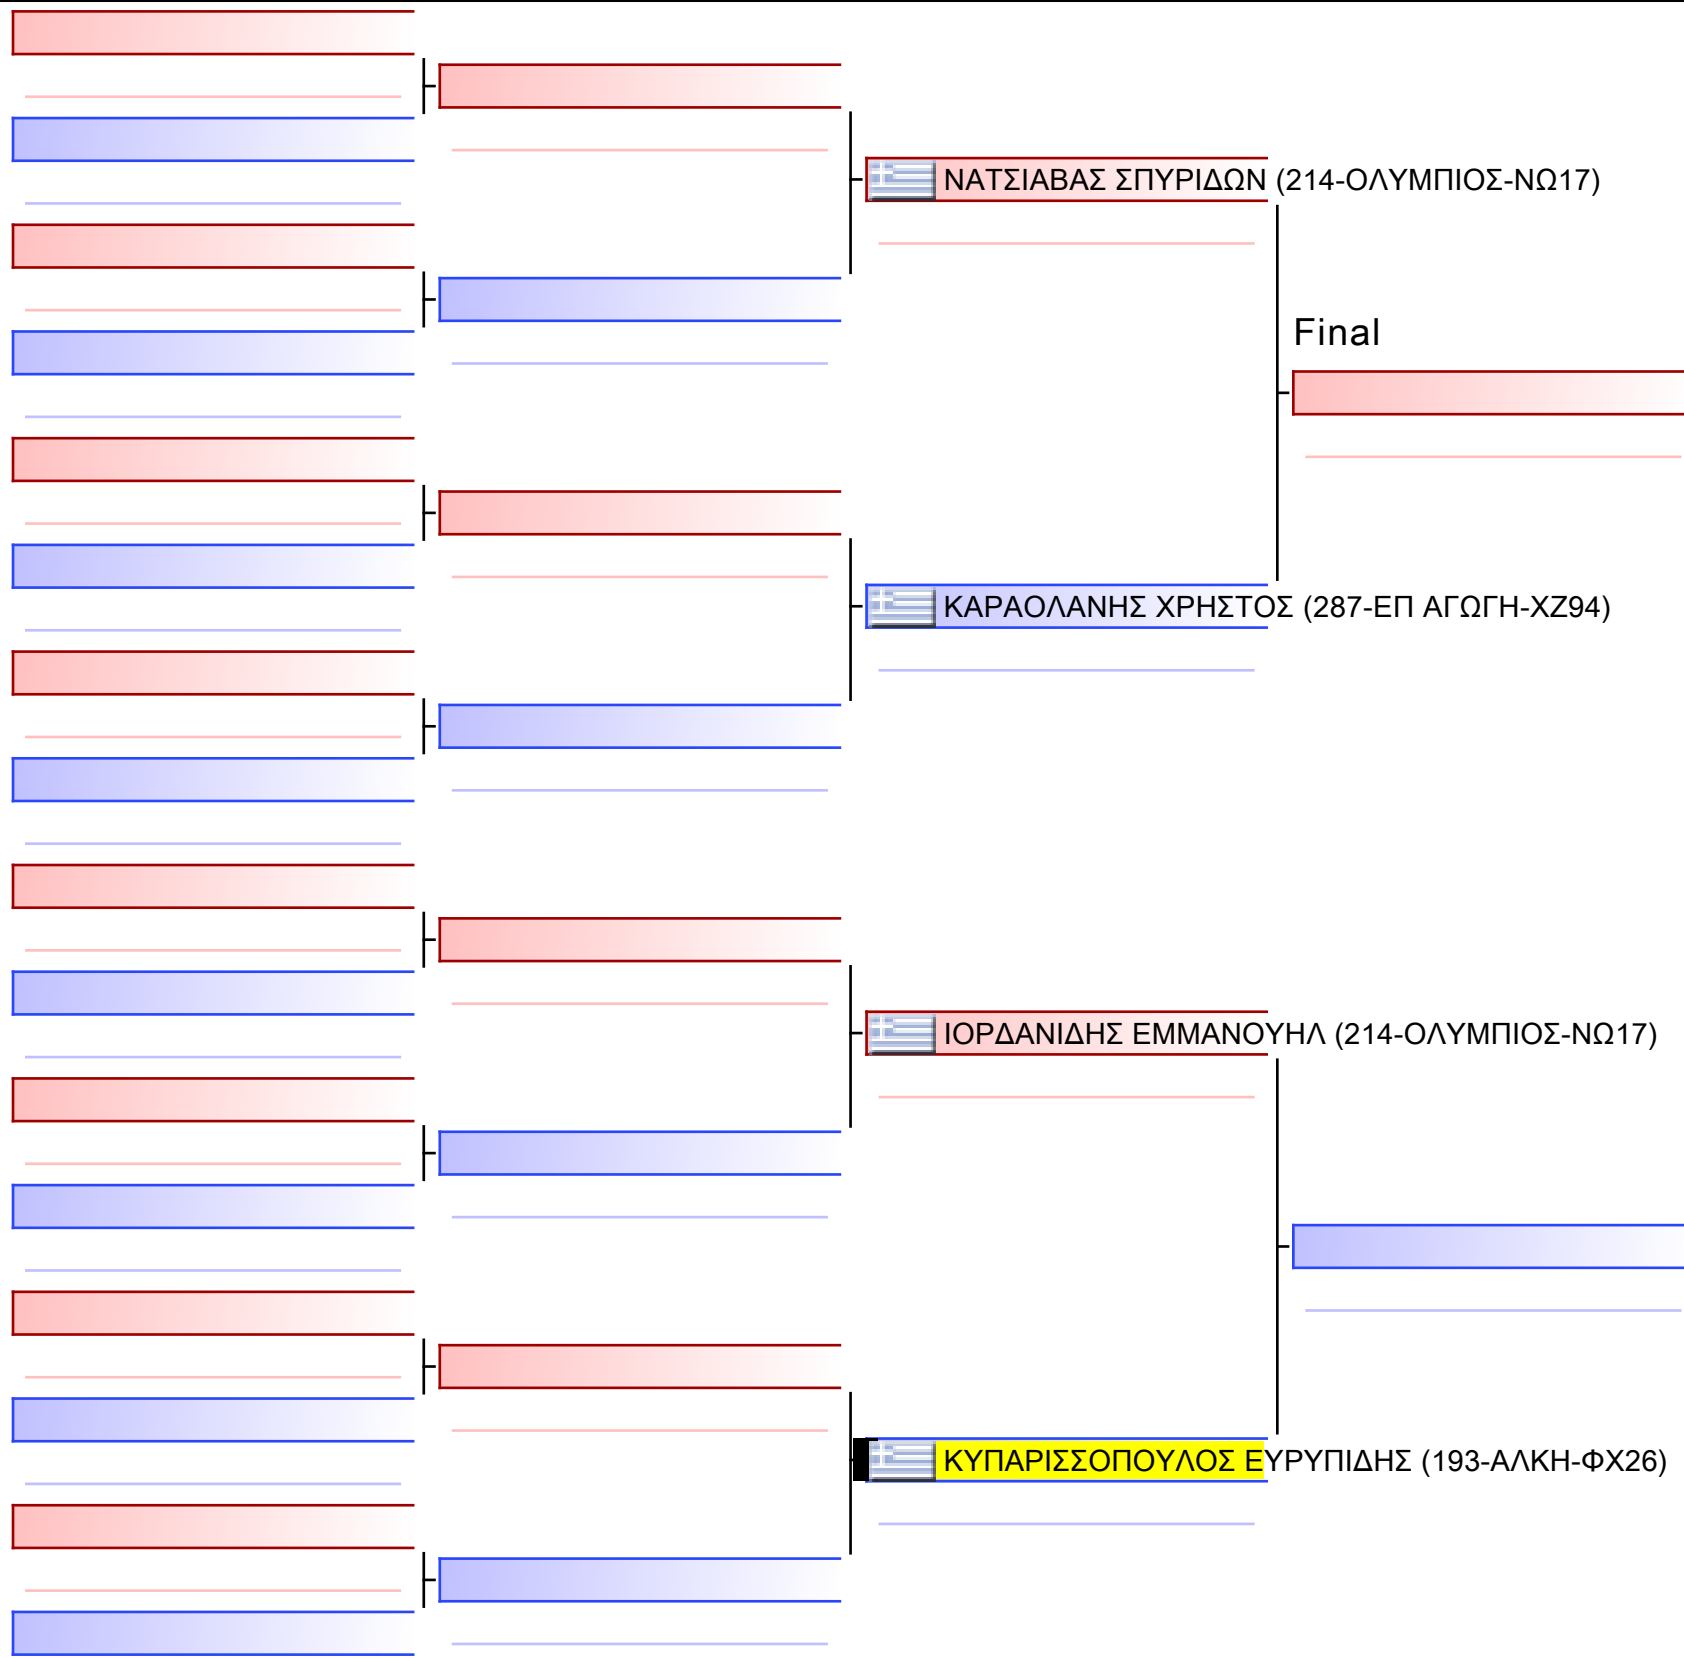 ΝΑΤΣΙΑΒΑΣ ΣΠΥΡΙΔΩΝ (214-ΟΛΥΜΠΙΟΣ-ΝΩ17)
Final
ΚΑΡΑΟΛΑΝΗΣ ΧΡΗΣΤΟΣ (287-ΕΠ ΑΓΩΓΗ-ΧΖ94)
ΙΟΡΔΑΝΙΔΗΣ ΕΜΜΑΝΟΥΗΛ (214-ΟΛΥΜΠΙΟΣ-ΝΩ17)
ΚΥΠΑΡΙΣΣΟΠΟΥΛΟΣ ΕΥΡΥΠΙΔΗΣ (193-ΑΛΚΗ-ΦΧ26)